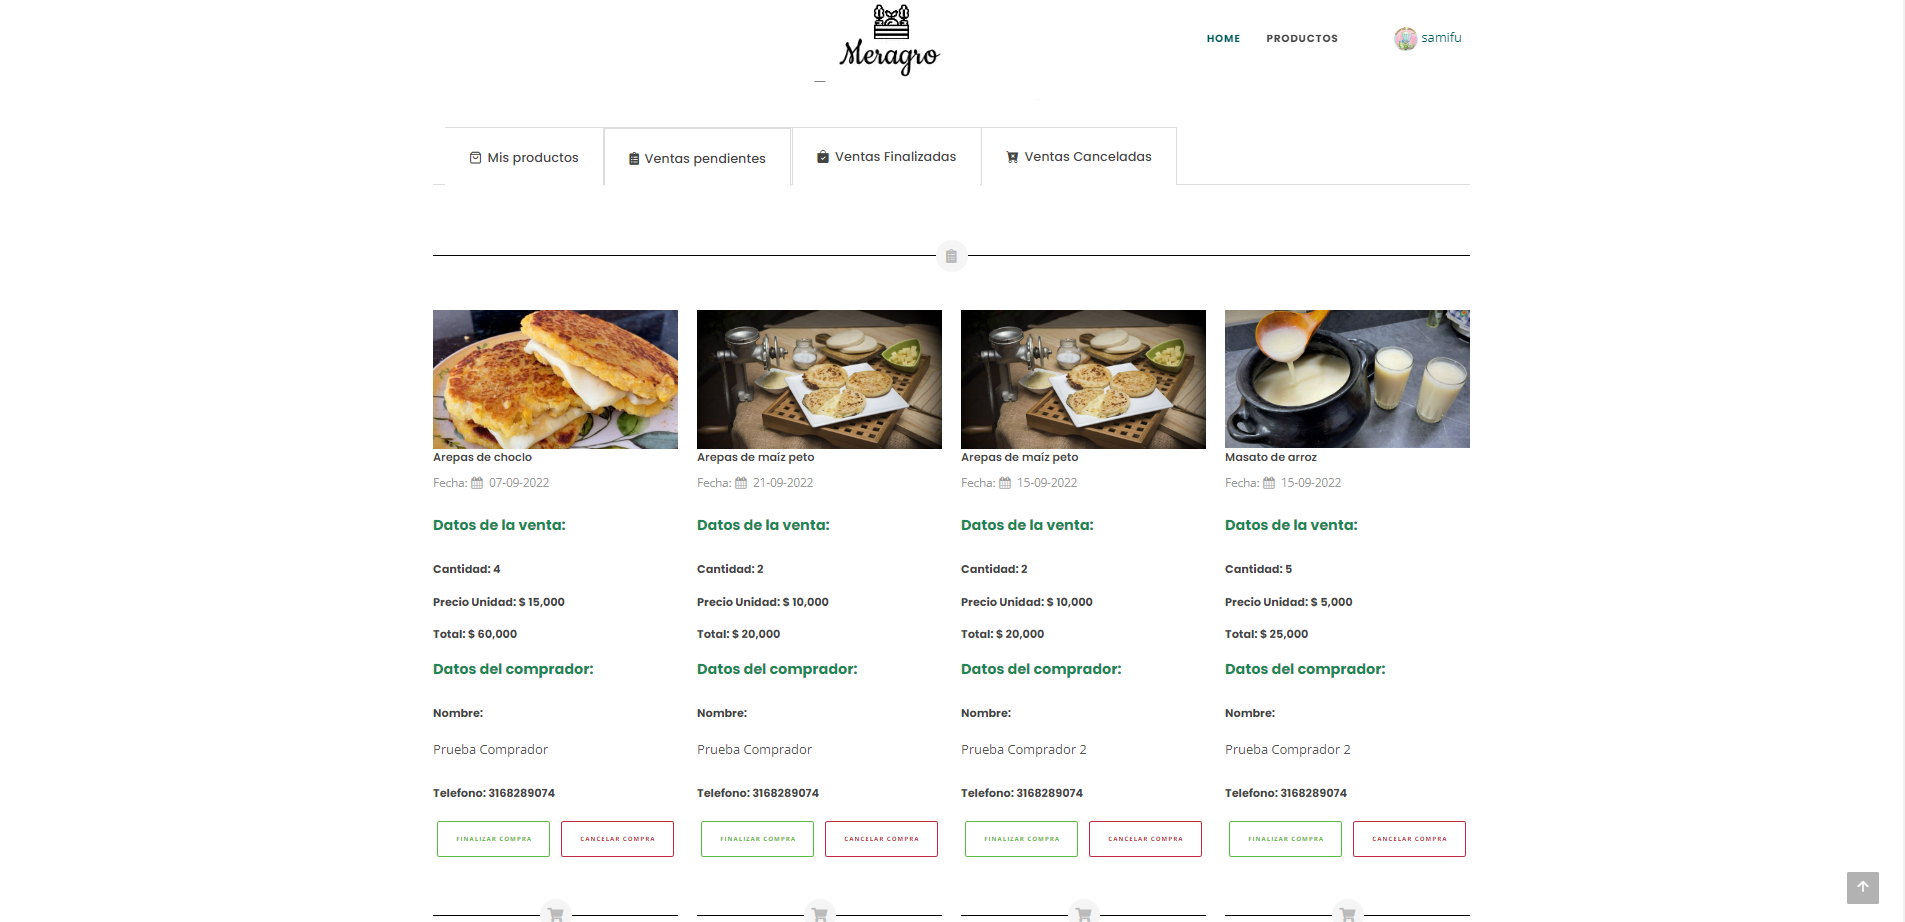 Meragro
HOME
PRODUCTOS
samifu
Mis productos
Ventas pendientes
Ventas Finalizadas
Ventas Canceladas
Arepas de choclo
Fecha: 07-09-2022
Datos de la venta:
Cantidad: 4
Precio Unidad: $ 15,000
Total: $ 60,000
Datos del comprador:
Nombre:
Prueba Comprador
Telefono: 3168289074
FINALIZAR COMPRA
CANCELAR COMPRA
Arepas de maíz peto
Fecha: 21-09-2022
Datos de la venta:
Cantidad: 2
Precio Unidad: $ 10,000
Total: $ 20,000
Datos del comprador:
Nombre:
Prueba Comprador
Telefono: 3168289074
FINALIZAR COMPRA
CANCELAR COMPRA
Arepas de maíz peto
Fecha: 15-09-2022
Datos de la venta:
Cantidad: 2
Precio Unidad: $ 10,000
Total: $ 20,000
Datos del comprador:
Nombre:
Prueba Comprador 2
Telefono: 3168289074
FINALIZAR COMPRA
CANCELAR COMPRA
Masato de arroz
Fecha: 15-09-2022
Datos de la venta:
Cantidad: 5
Precio Unidad: $ 5,000
Total: $ 25,000
Datos del comprador:
Nombre:
Prueba Comprador 2
Telefono: 3168289074
FINALIZAR COMPRA
CANCELAR COMPRA